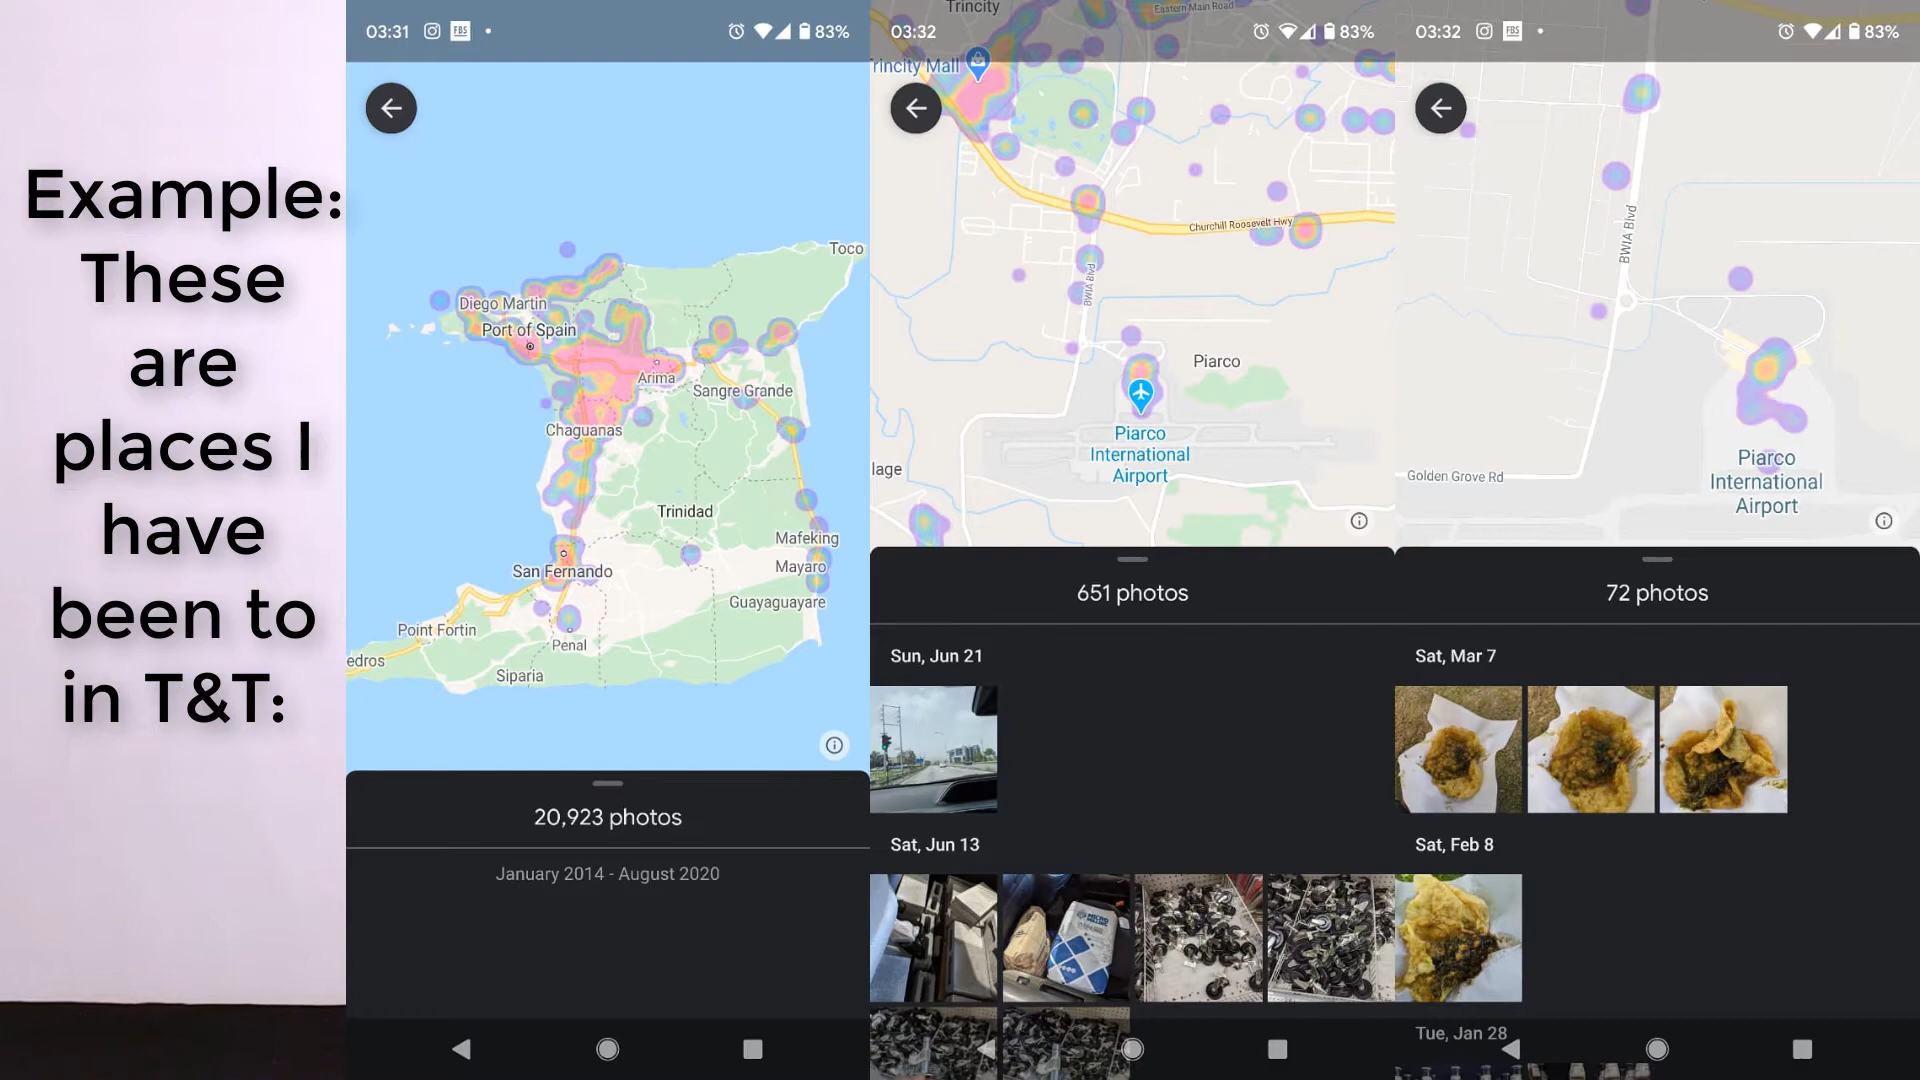 Example:
These
are
places I
have
been to
in T&T:
03:31
FBS
83%
Toco
Diego Martin
Port of Spain
Arima
Sangre Grande
Chaguanas
Trinidad
Mafeking
San Fernando
Mayaro
Guayaguayare
Point Fortin
Penal
edros
Siparia
20,923 photos
January 2014 - August 2020
03:32
83%
Trincity
Eastern Main Road
rincity Mall
Churchill Roosevelt Hwy
BWIA Blvd
Piarco
Piarco
International
Airport
lage
651 photos
Sun, Jun 21
Sat, Jun 13
03:32
FBS
83%
BWIA Blvd
Golden Grove Rd
Piarco
International
Airport
72 photos
Sat, Mar 7
Sat, Feb 8
Tue, Jan 28